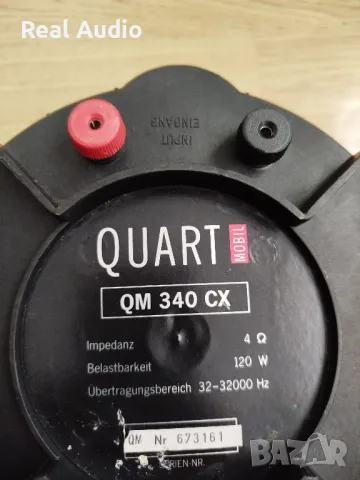 Real Audio
INPUT
EINGANG
QUART
MOBIL
QM 340 CX
Impedanz 4 Ω
Belastbarkeit 120 W
Übertragungsbereich 32-32000 Hz
QM Nr 673161
SERIEN-NR.
BAZAR